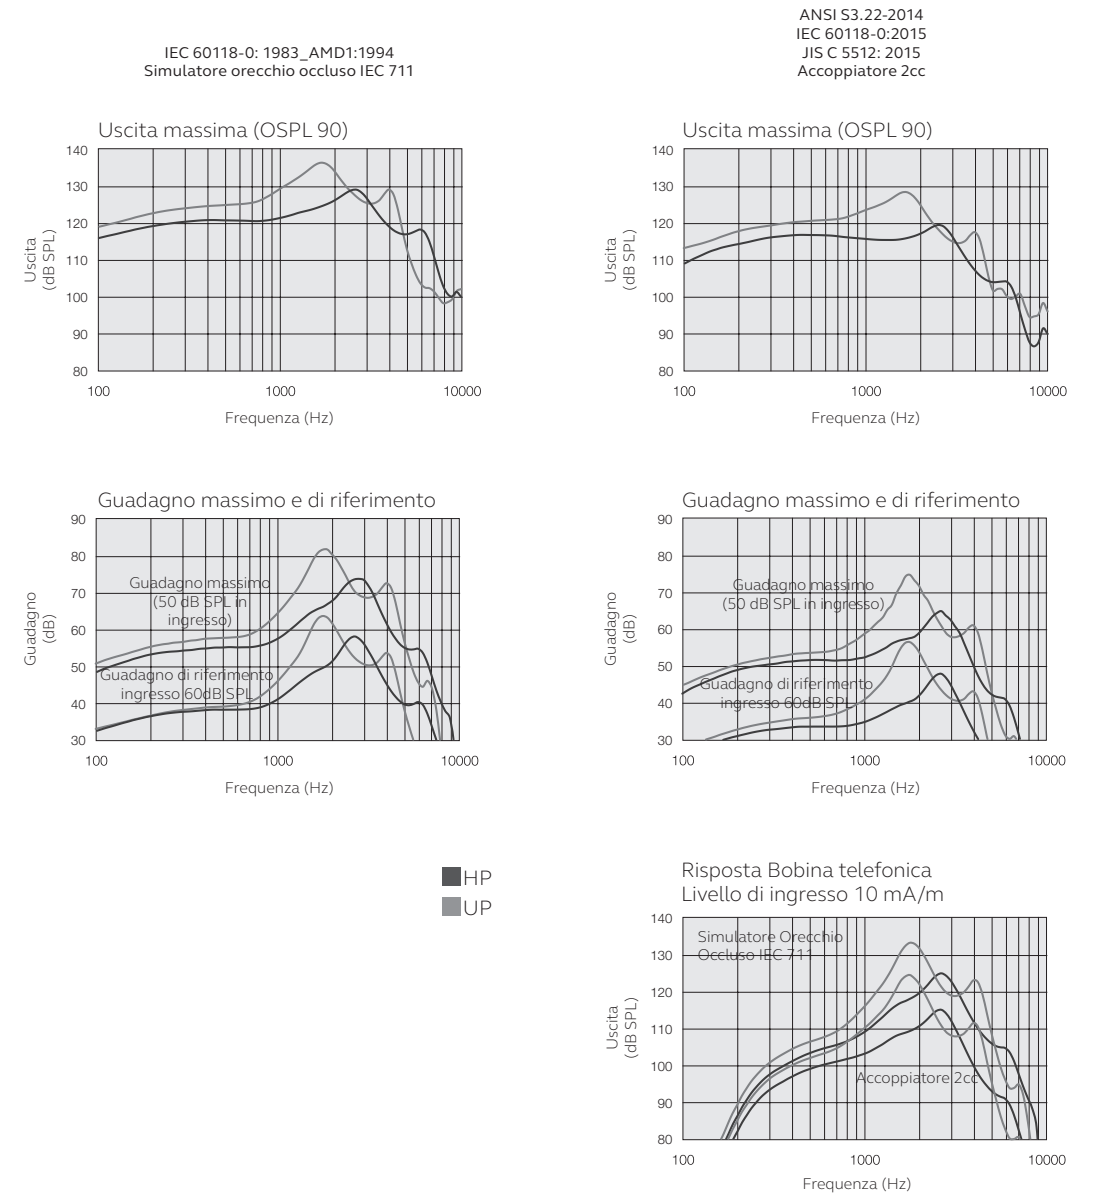 IEC 60118-0: 1983_AMD1:1994
Simulatore orecchio occluso IEC 711
ANSI S3.22-2014
IEC 60118-0:2015
JIS C 5512: 2015
Accoppiatore 2cc
Uscita massima (OSPL 90)
140
130
120
110
100
90
80
Uscita
(dB SPL)
100
1000
10000
Frequenza (Hz)
Uscita massima (OSPL 90)
140
130
120
110
100
90
80
Uscita
(dB SPL)
100
1000
10000
Frequenza (Hz)
Guadagno massimo e di riferimento
90
80
70
60
50
40
30
Guadagno
(dB)
Guadagno massimo
(50 dB SPL in
ingresso)
Guadagno di riferimento
ingresso 60dB SPL
100
1000
10000
Frequenza (Hz)
Guadagno massimo e di riferimento
90
80
70
60
50
40
30
Guadagno
(dB)
Guadagno massimo
(50 dB SPL in ingresso)
Guadagno di riferimento
ingresso 60dB SPL
100
1000
10000
Frequenza (Hz)
HP
UP
Risposta Bobina telefonica
Livello di ingresso 10 mA/m
140
130
120
110
100
90
80
Uscita
(dB SPL)
Simulatore Orecchio
Occluso IEC 711
Accoppiatore 2cc
100
1000
10000
Frequenza (Hz)